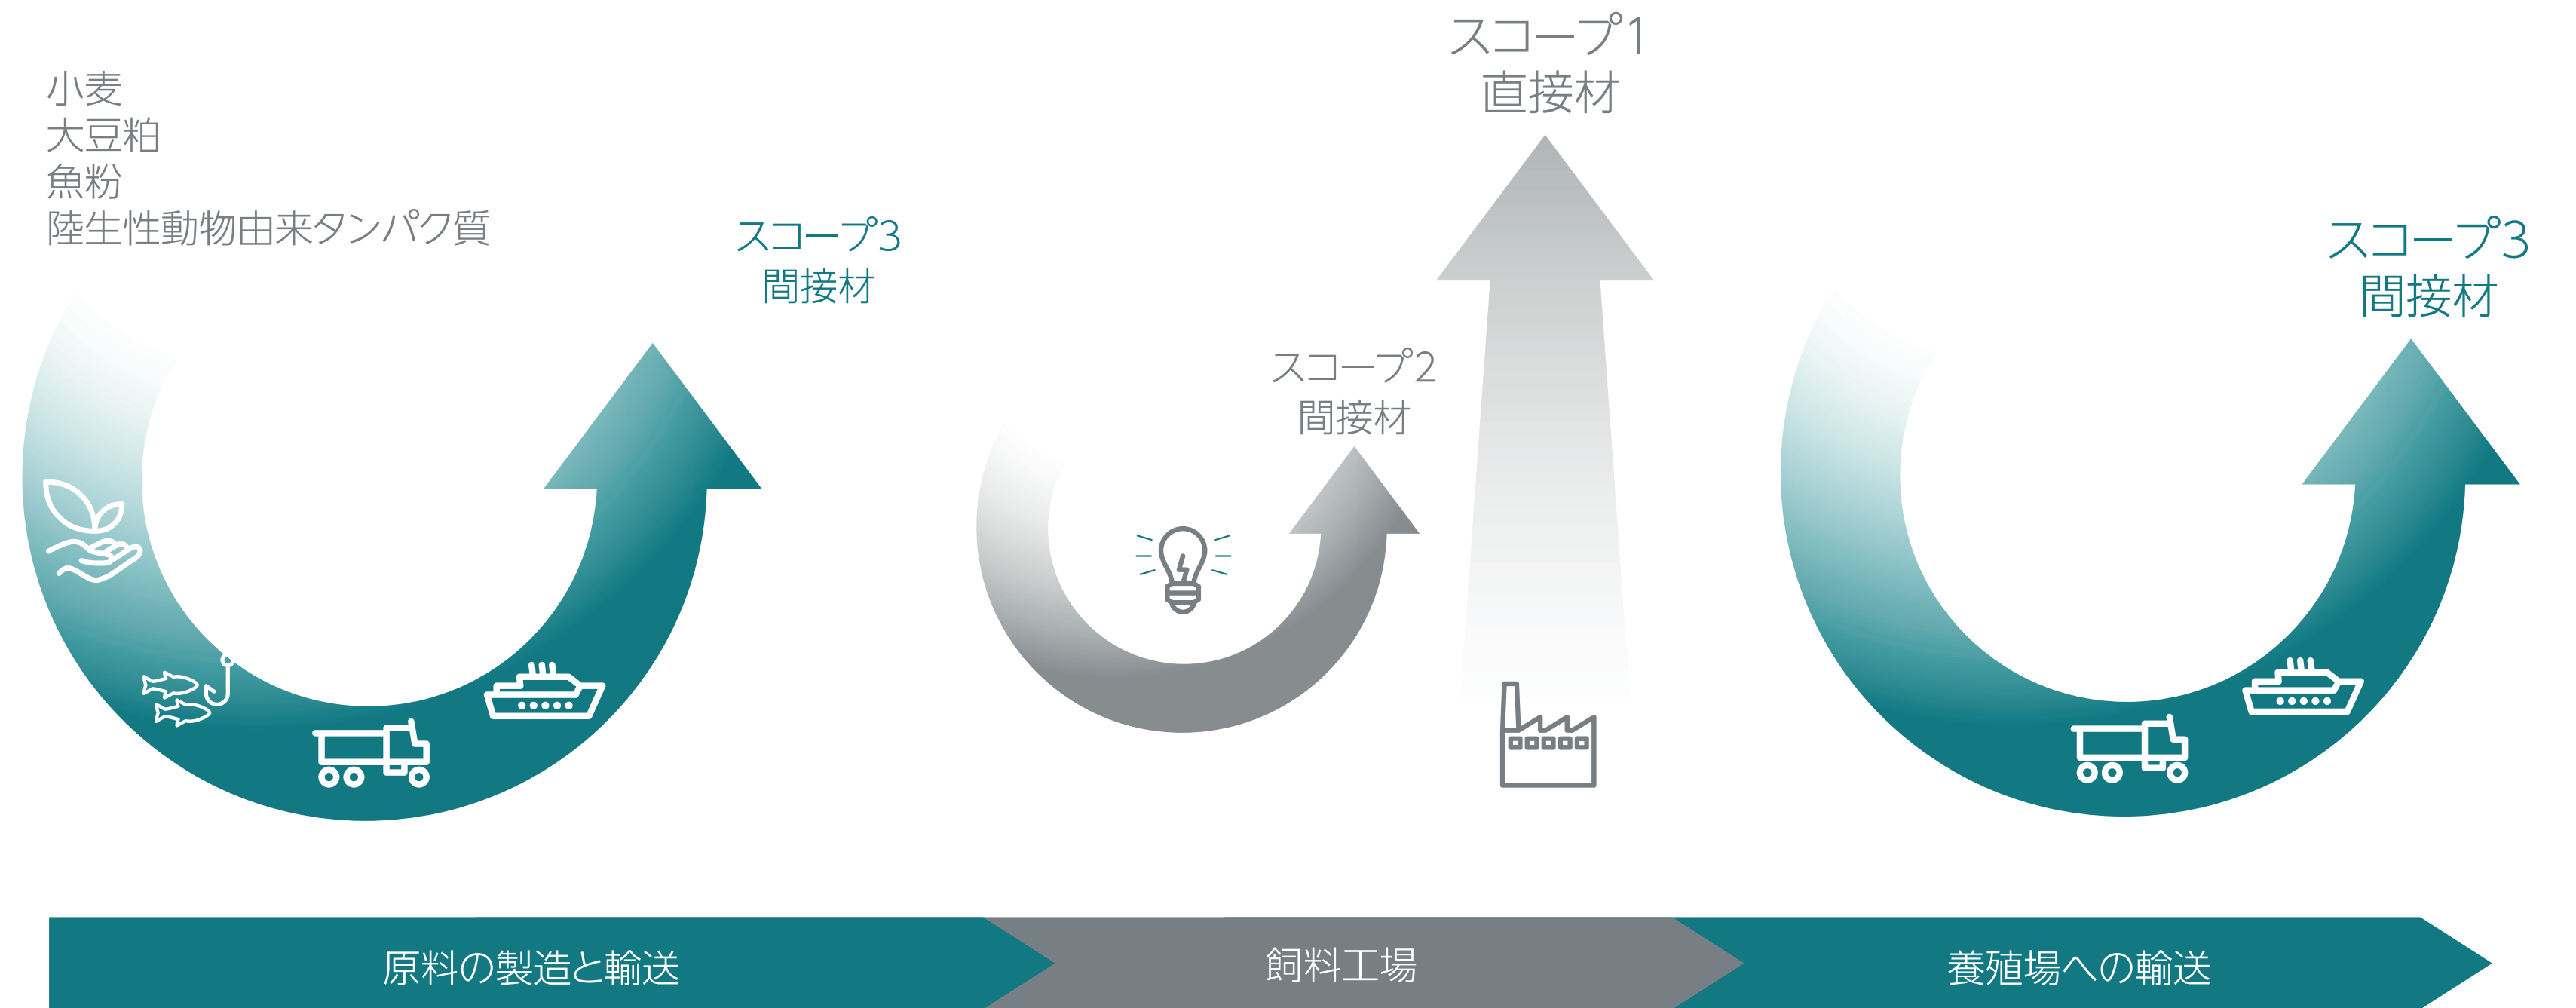 小麦
大豆粕
魚粉
陸生性動物由来タンパク質
スコープ3
間接材
スコープ2
間接材
スコープ1
直接材
スコープ3
間接材
原料の製造と輸送
飼料工場
養殖場への輸送